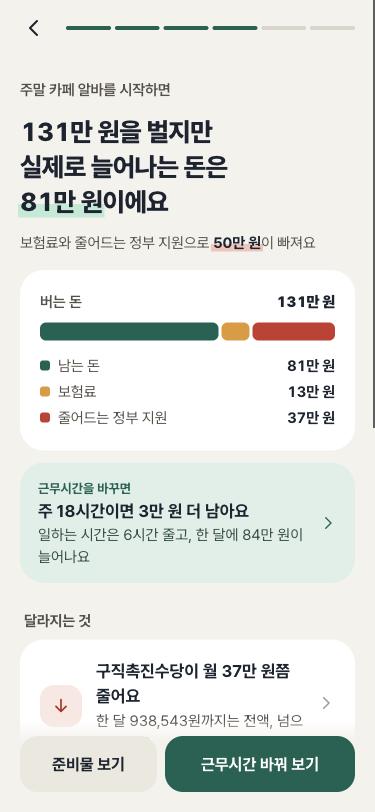 주말 카페 알바를 시작하면
131만 원을 벌지만
실제로 늘어나는 돈은
81만 원이에요
보험료와 줄어드는 정부 지원으로 50만 원이 빠져요
버는 돈 131만 원
남는 돈 81만 원
보험료 13만 원
줄어드는 정부 지원 37만 원
근무시간을 바꾸면
주 18시간이면 3만 원 더 남아요
일하는 시간은 6시간 줄고, 한 달에 84만 원이
늘어나요
달라지는 것
구직촉진수당이 월 37만 원쯤
줄어요
한 달 938,543원까지는 전액, 넘으
준비물 보기 근무시간 바꿔 보기